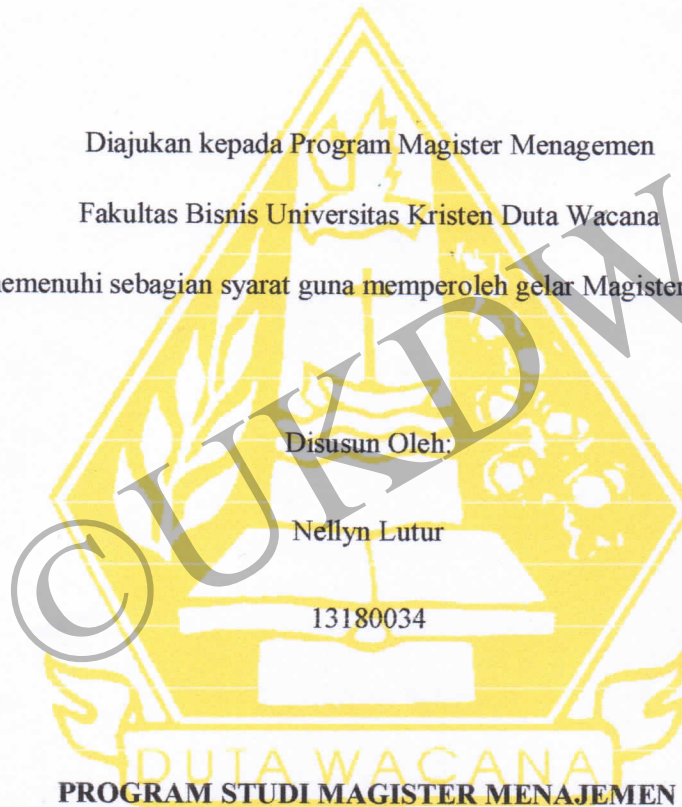 Diajukan kepada Program Magister Menagemen
Fakultas Bisnis Universitas Kristen Duta Wacana
memenuhi sebagian syarat guna memperoleh gelar Magister
Disusun Oleh:
Nellyn Lutur
13180034
©UKDW
DUTA WACANA
PROGRAM STUDI MAGISTER MENAJEMEN